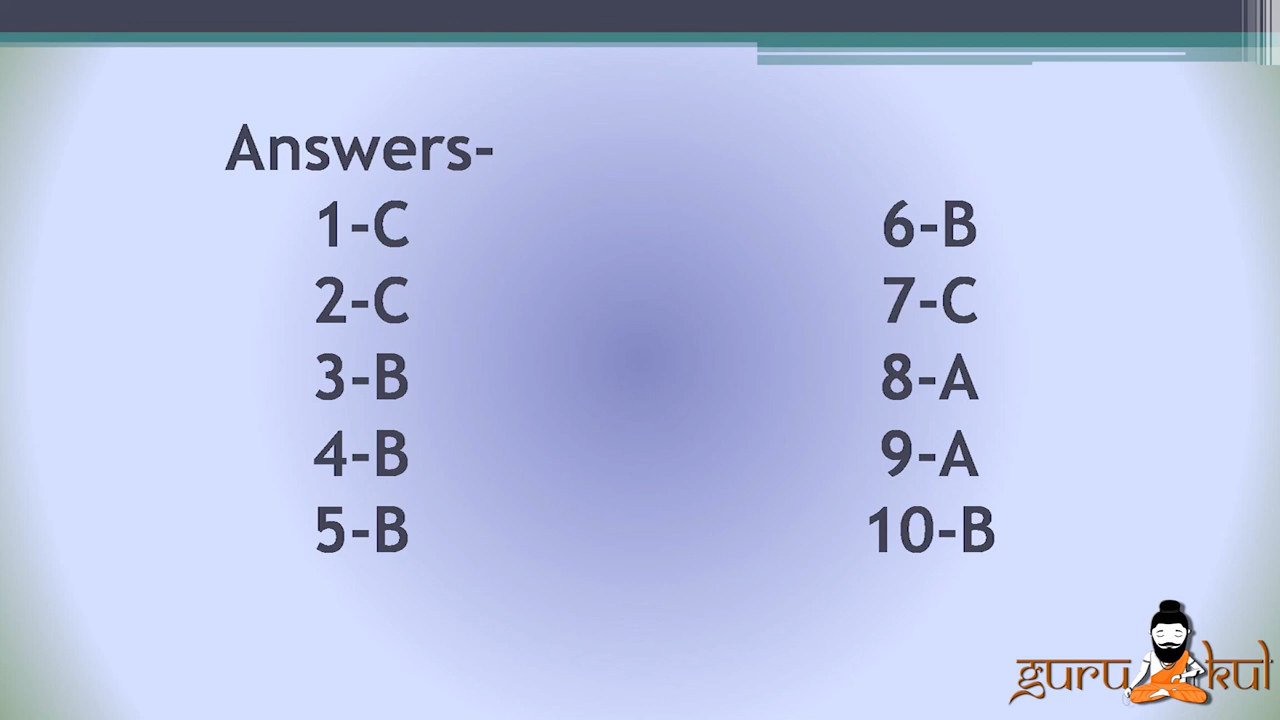 Answers-
1-C
2-C
3-B
4-B
5-B
6-B
7-C
8-A
9-A
10-B
gurukul